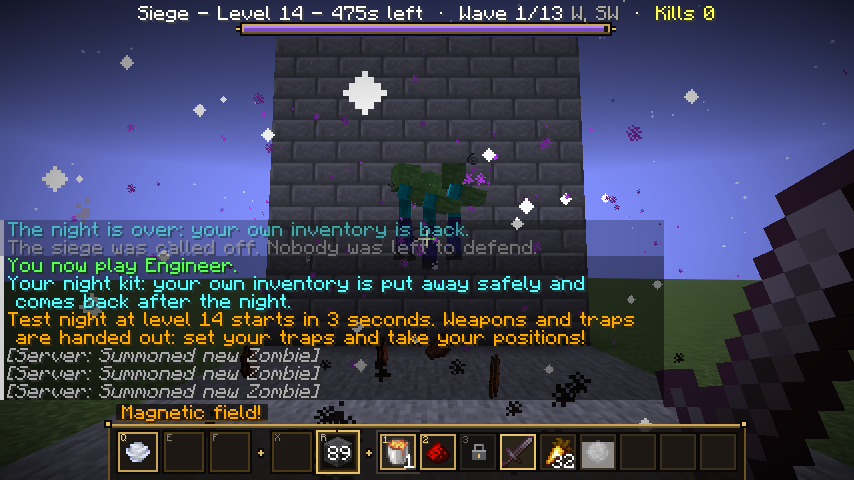 Siege - Level 14 - 475s left · Wave 1/13 W, SW · Kills 0
The night is over: your own inventory is back.
The siege was called off. Nobody was left to defend.
You now play Engineer.
Your night kit: your own inventory is put away safely and
comes back after the night.
Test night at level 14 starts in 3 seconds. Weapons and traps
are handed out: set your traps and take your positions!
[Server: Summoned new Zombie]
[Server: Summoned new Zombie]
[Server: Summoned new Zombie]
Magnetic field!
Q E F + X R 89 + 1 1 2 3 32